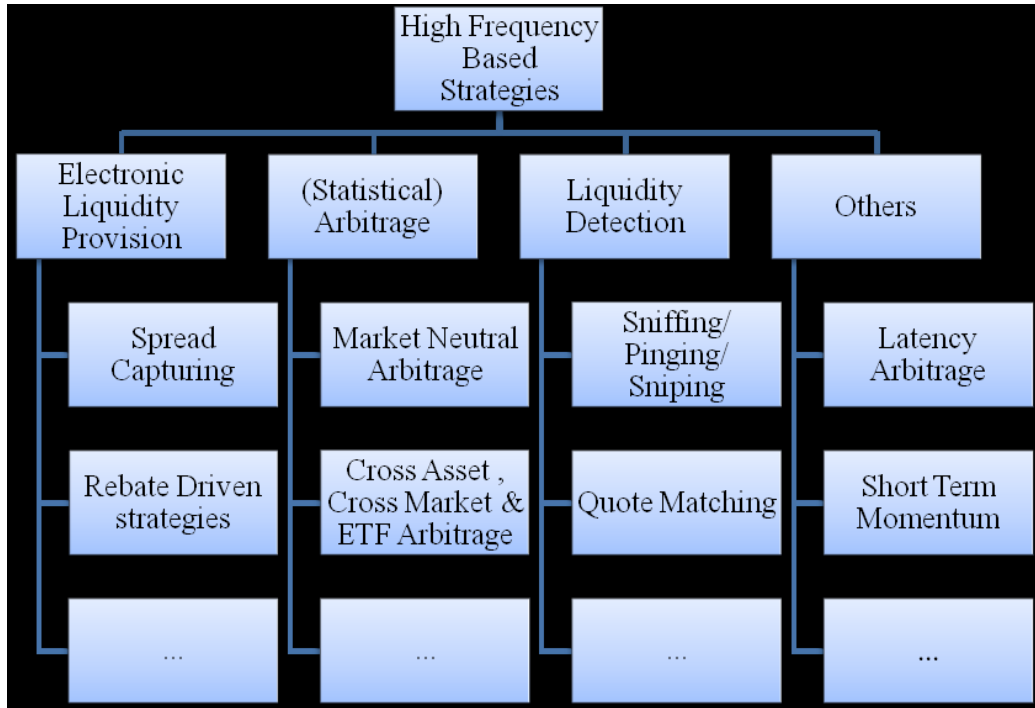 High Frequency
Based
Strategies
Electronic
Liquidity
Provision
(Statistical)
Arbitrage
Liquidity
Detection
Others
Spread
Capturing
Market Neutral
Arbitrage
Sniffing/
Pinging/
Sniping
Latency
Arbitrage
Rebate Driven
strategies
Cross Asset ,
Cross Market &
ETF Arbitrage
Quote Matching
Short Term
Momentum
...
...
...
...